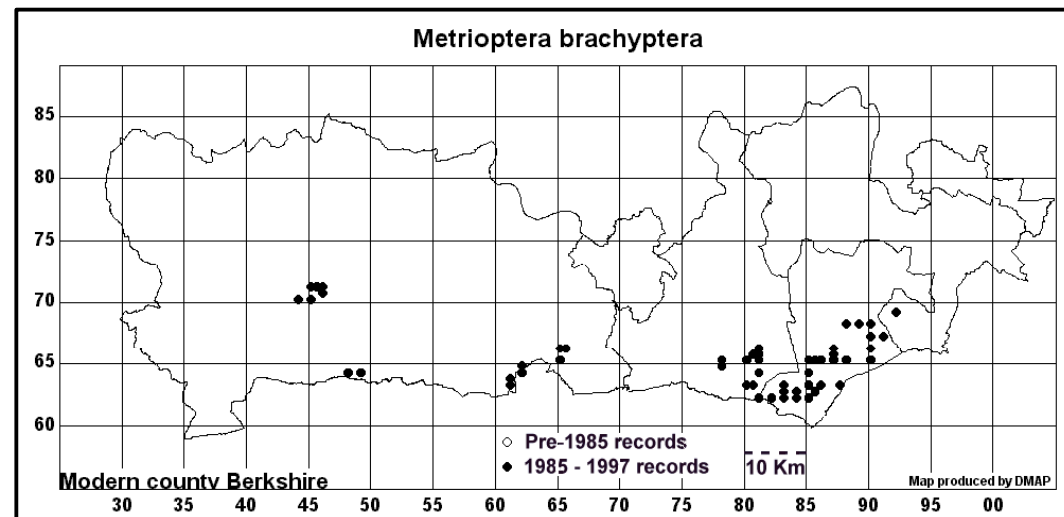 Metrioptera brachyptera
85
80
75
70
65
60
Pre-1985 records
1985 - 1997 records
10 Km
Modern county Berkshire
Map produced by DMAP
30 35 40 45 50 55 60 65 70 75 80 85 90 95 00